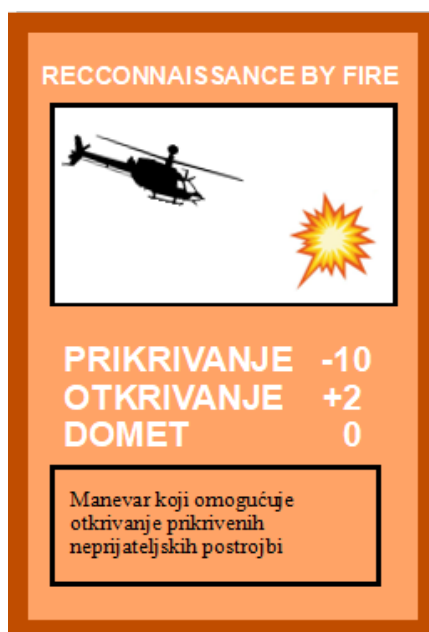 RECCONNAISSANCE BY FIRE
PRIKRIVANJE -10
OTKRIVANJE +2
DOMET 0
Manevar koji omogućuje
otkrivanje prikrivenih
neprijateljskih postrojbi